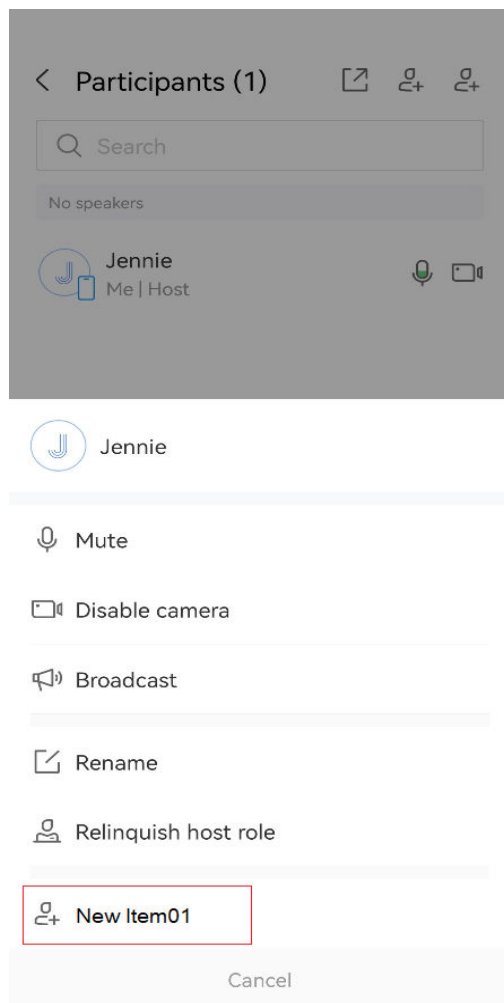 Participants (1)
Search
No speakers
J
Jennie
Me | Host
J
Jennie
Mute
Disable camera
Broadcast
Rename
Relinquish host role
New Item01
Cancel